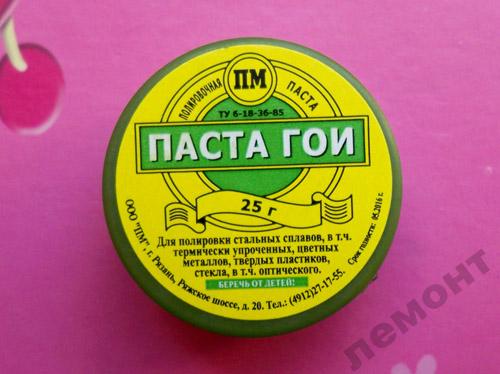 ПОЛИРОВОЧНАЯ ПАСТА
ПМ
ТУ 6-18-36-85
ПАСТА ГОИ
25 г
Для полировки стальных сплавов, в т.ч.
термически упроченных, цветных
металлов, твёрдых пластиков,
стекла, в т.ч. оптического.
БЕРЕЧЬ ОТ ДЕТЕЙ!
ООО "ПМ", г. Рязань, Ряжское шоссе, д. 20. Тел.: (4912)27-17-55.
Срок годности: 05.2016 г.
лемонт